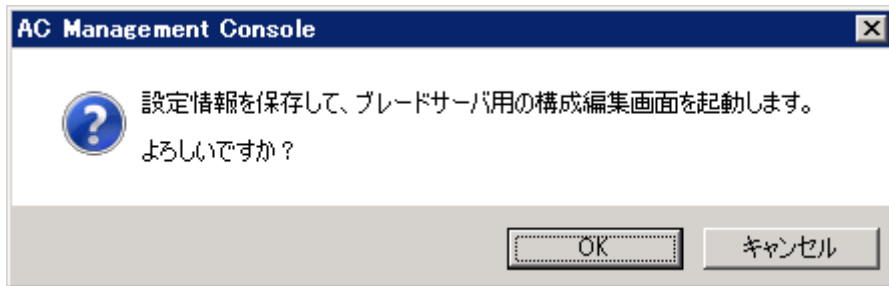 AC Management Console
設定情報を保存して、ブレードサーバ用の構成編集画面を起動します。
よろしいですか？
OK
キャンセル